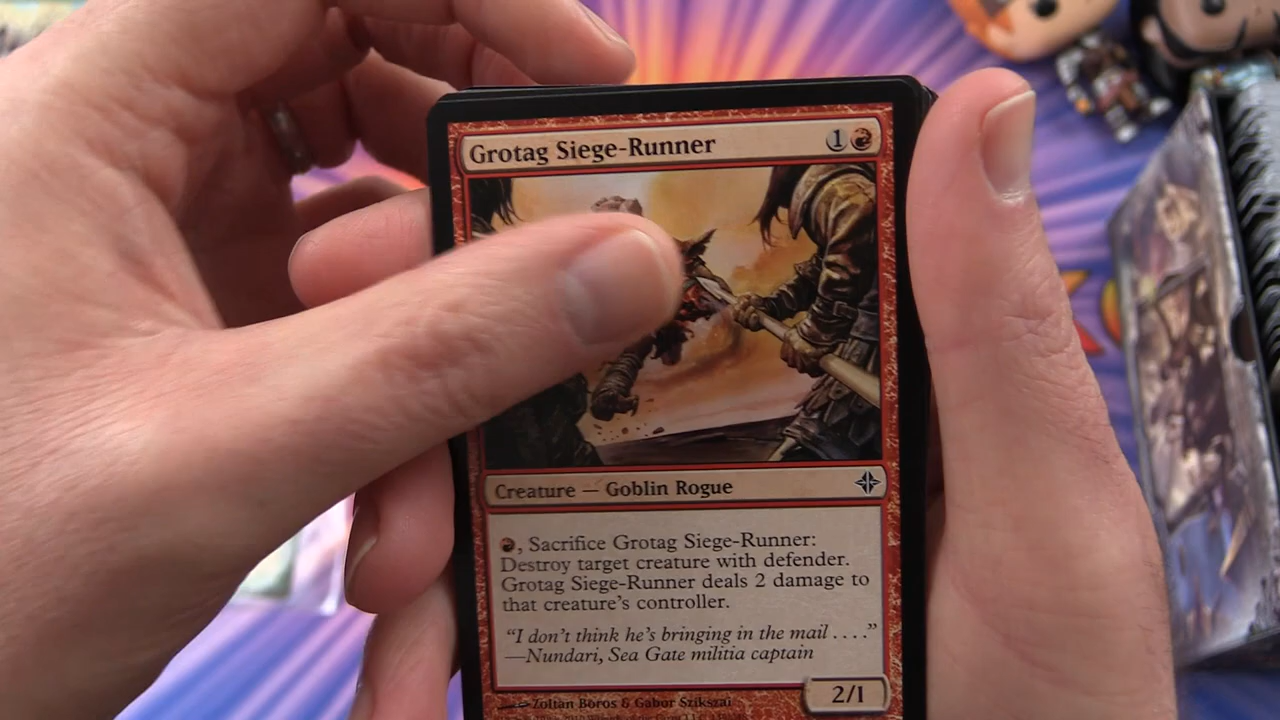 Grotag Siege-Runner 1
Creature — Goblin Rogue
, Sacrifice Grotag Siege-Runner:
Destroy target creature with defender.
Grotag Siege-Runner deals 2 damage to
that creature's controller.
"I don't think he's bringing in the mail . . . ."
—Nundari, Sea Gate militia captain
2/1
Zoltan Boros & Gabor Szikszai